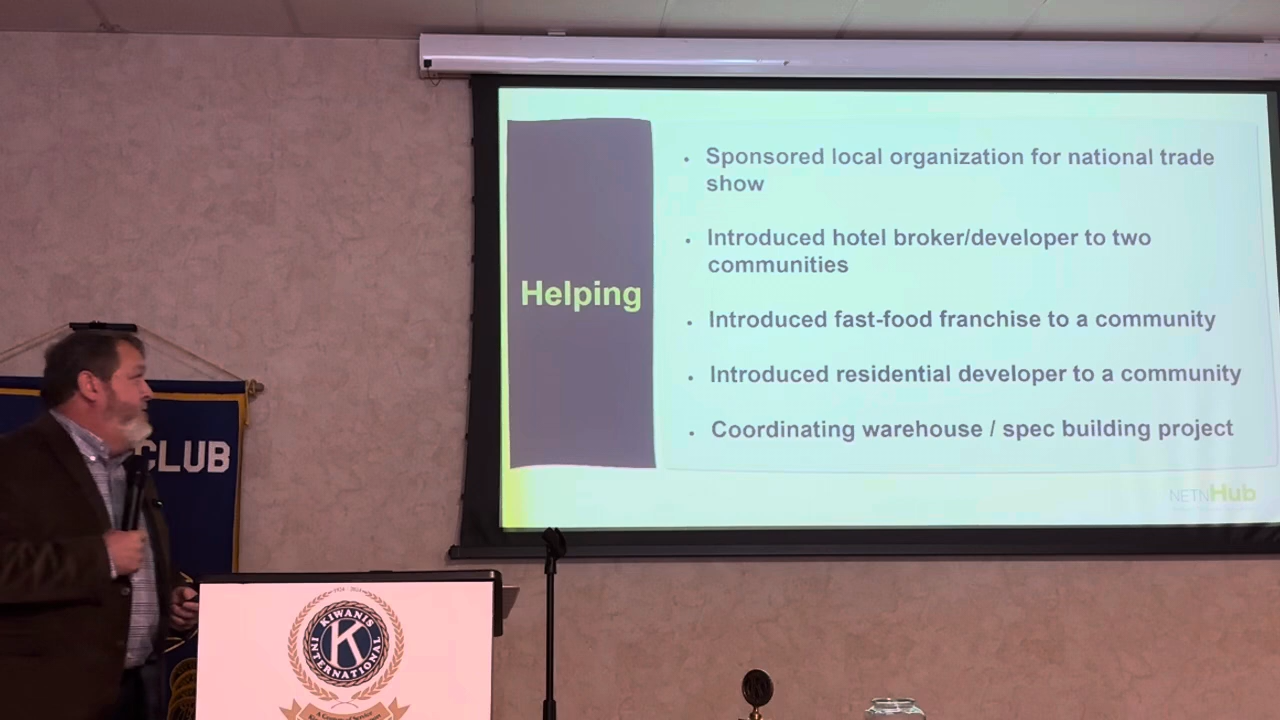 Sponsored local organization for national trade
show
Introduced hotel broker/developer to two
communities
Helping
Introduced fast-food franchise to a community
Introduced residential developer to a community
Coordinating warehouse / spec building project
NETNHub
CLUB
KIWANIS
K
INTERNATIONAL